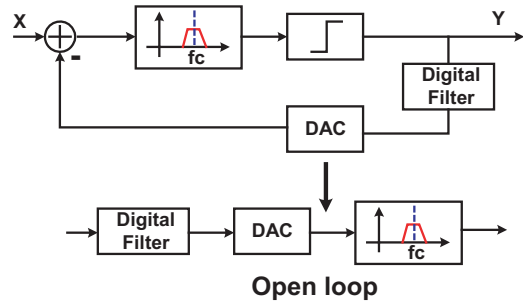 X
Y
-
fc
Digital
Filter
DAC
Digital
Filter
DAC
fc
Open loop